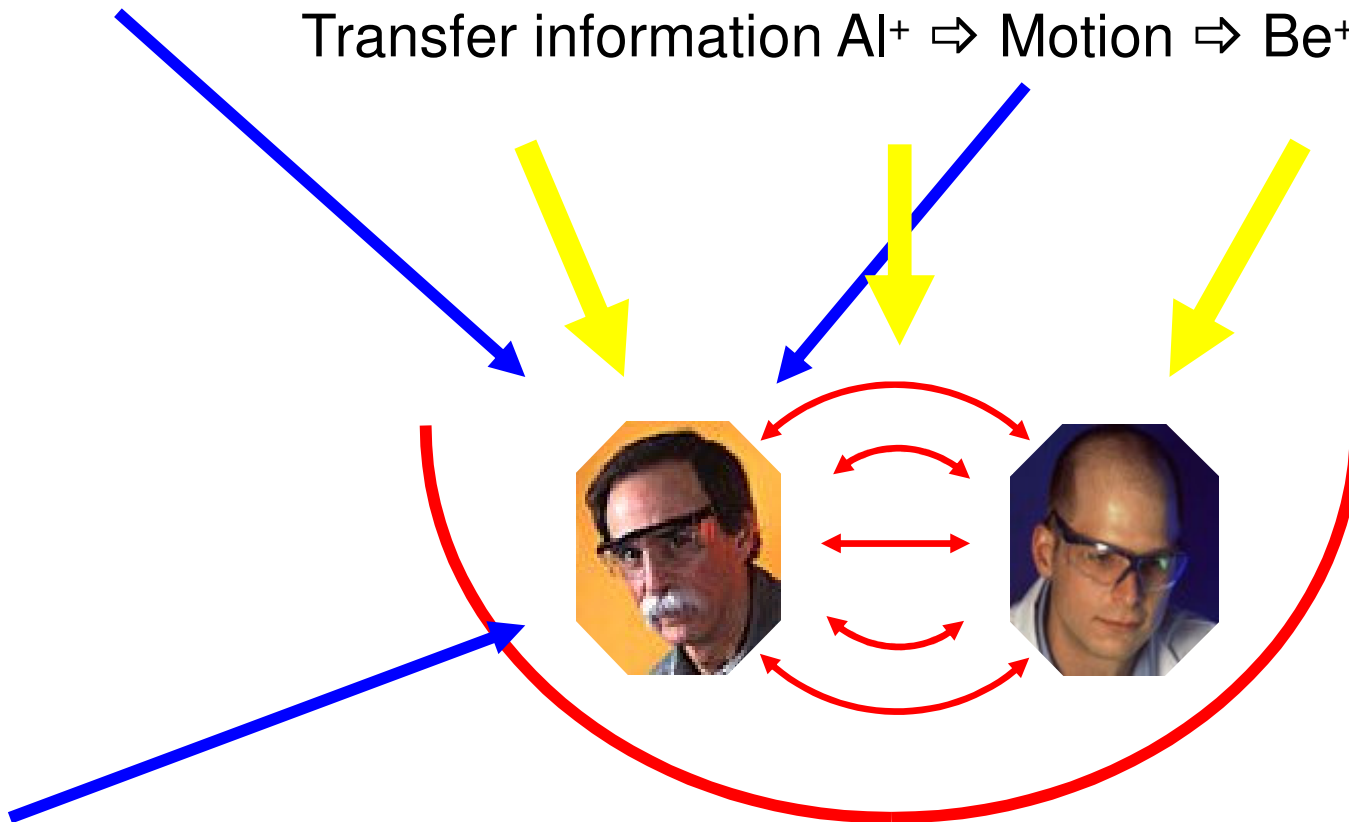 Transfer information Al⁺ ⇨ Motion ⇨ Be⁺